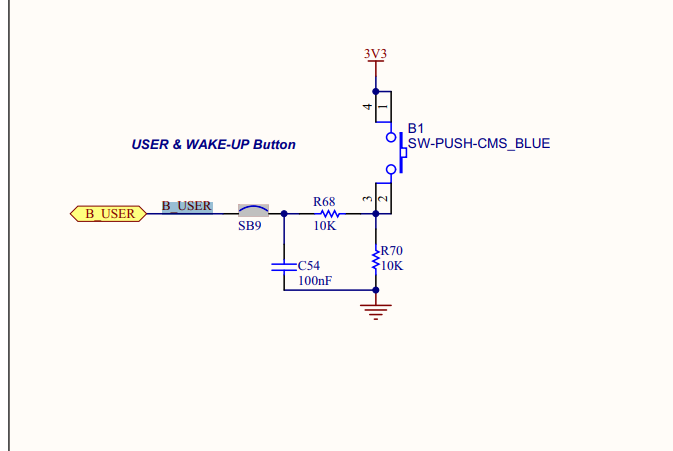 3V3
4
1
B1
SW-PUSH-CMS_BLUE
USER & WAKE-UP Button
3
2
B_USER
B_USER
SB9
R68
10K
R70
10K
C54
100nF